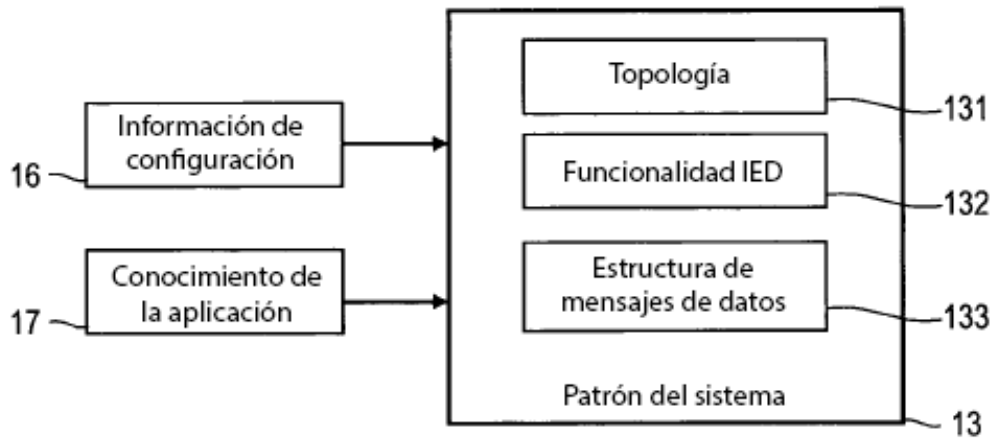 Información de
configuración
16
Conocimiento de
la aplicación
17
Topología
131
Funcionalidad IED
132
Estructura de
mensajes de datos
133
Patrón del sistema
13